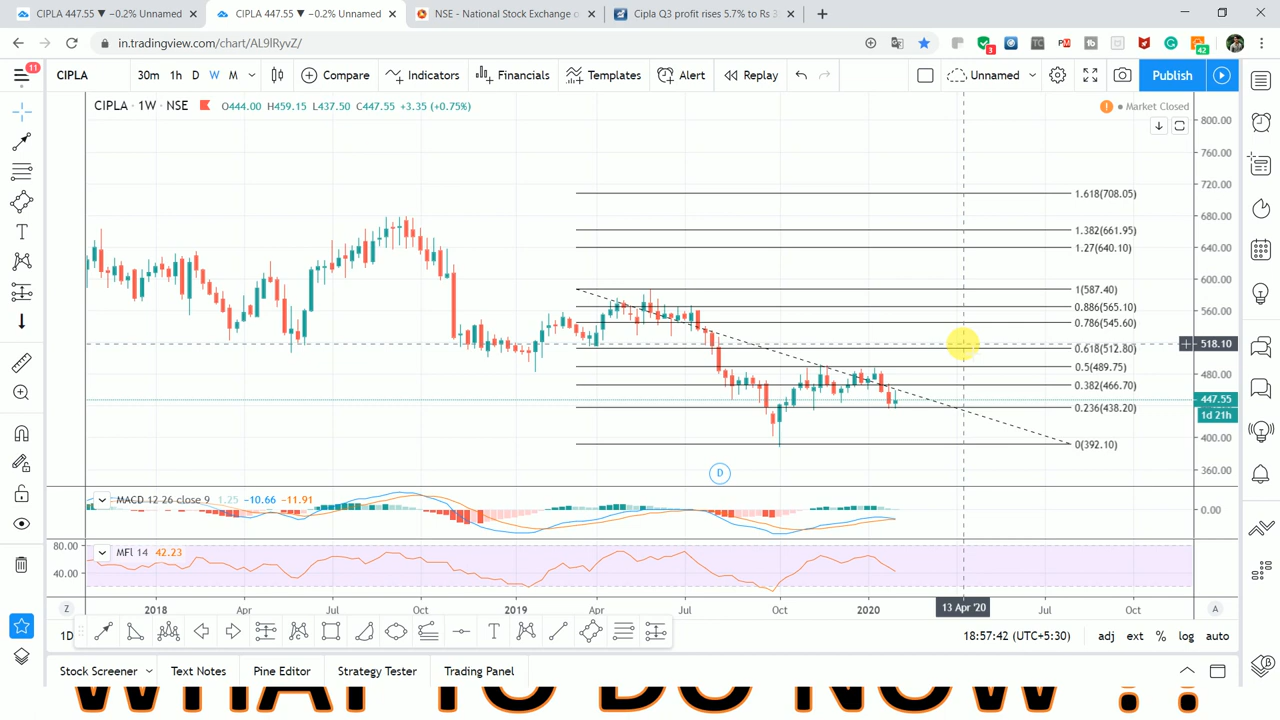 CIPLA 447.55 ▼ −0.2% Unnamed
CIPLA 447.55 ▼ −0.2% Unnamed
NSE - National Stock Exchange o
Cipla Q3 profit rises 5.7% to Rs 3
in.tradingview.com/chart/AL9lRyvZ/
3
42
11
CIPLA 30m 1h D W M Compare Indicators Financials Templates Alert Replay Unnamed Publish
CIPLA · 1W · NSE O444.00 H459.15 L437.50 C447.55 +3.35 (+0.75%)
! Market Closed
800.00
760.00
720.00
1.618(708.05)
680.00
1.382(661.95)
640.00
1.27(640.10)
600.00
1(587.40)
560.00
0.886(565.10)
0.786(545.60)
518.10
0.618(512.80)
480.00
0.5(489.75)
0.382(466.70)
447.55
0.236(438.20)
1d 21h
400.00
0(392.10)
360.00
D
MACD 12 26 close 9 1.25 −10.66 −11.91
0.00
80.00
MFI 14 42.23
40.00
Z 2018 Apr Jul Oct 2019 Apr Jul Oct 2020 13 Apr '20 Jul Oct A
1D
18:57:42 (UTC+5:30) adj ext % log auto
Stock Screener Text Notes Pine Editor Strategy Tester Trading Panel
WHAT TO DO NOW ? ?